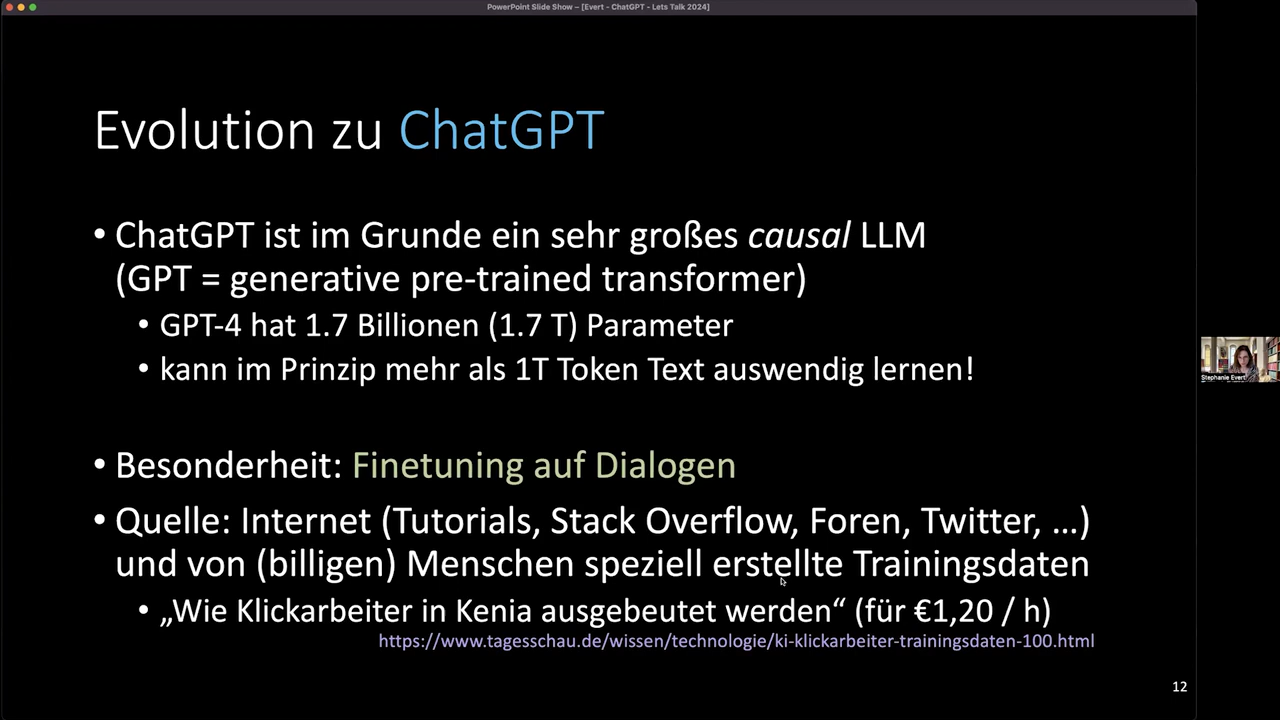 PowerPoint Slide Show – [Evert - ChatGPT - Lets Talk 2024]
Evolution zu ChatGPT
• ChatGPT ist im Grunde ein sehr großes causal LLM
(GPT = generative pre-trained transformer)
• GPT-4 hat 1.7 Billionen (1.7 T) Parameter
• kann im Prinzip mehr als 1T Token Text auswendig lernen!
• Besonderheit: Finetuning auf Dialogen
• Quelle: Internet (Tutorials, Stack Overflow, Foren, Twitter, …)
und von (billigen) Menschen speziell erstellte Trainingsdaten
• „Wie Klickarbeiter in Kenia ausgebeutet werden“ (für €1,20 / h)
https://www.tagesschau.de/wissen/technologie/ki-klickarbeiter-trainingsdaten-100.html
12
Stephanie Evert